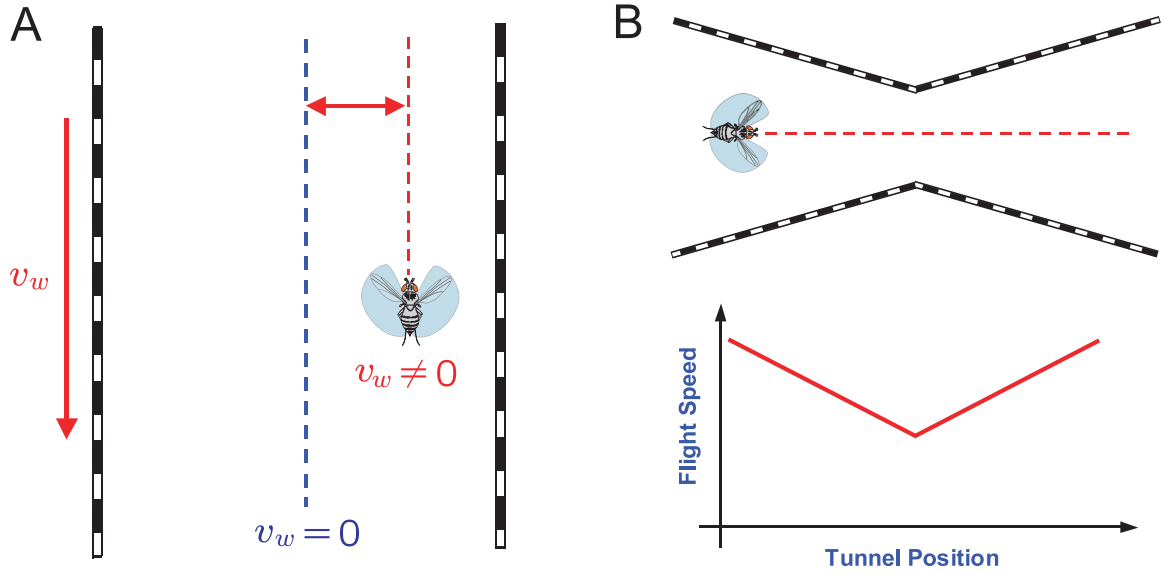 A
v_w
v_w ≠ 0
v_w = 0
B
Flight Speed
Tunnel Position